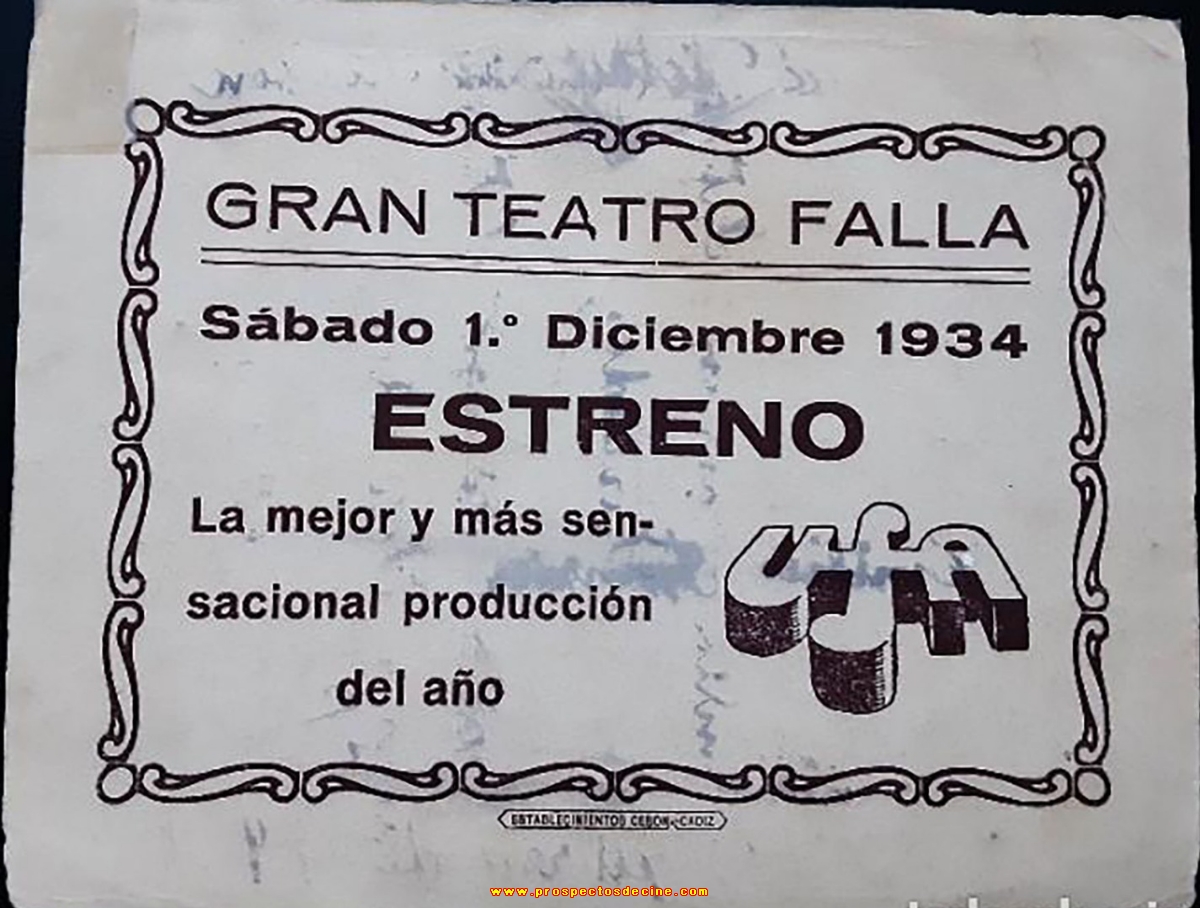 GRAN TEATRO FALLA
Sábado 1.º Diciembre 1934
ESTRENO
La mejor y más sen-
sacional producción
del año
UFA
ESTABLECIMIENTOS CERON-CADIZ
www.prospectosdecine.com